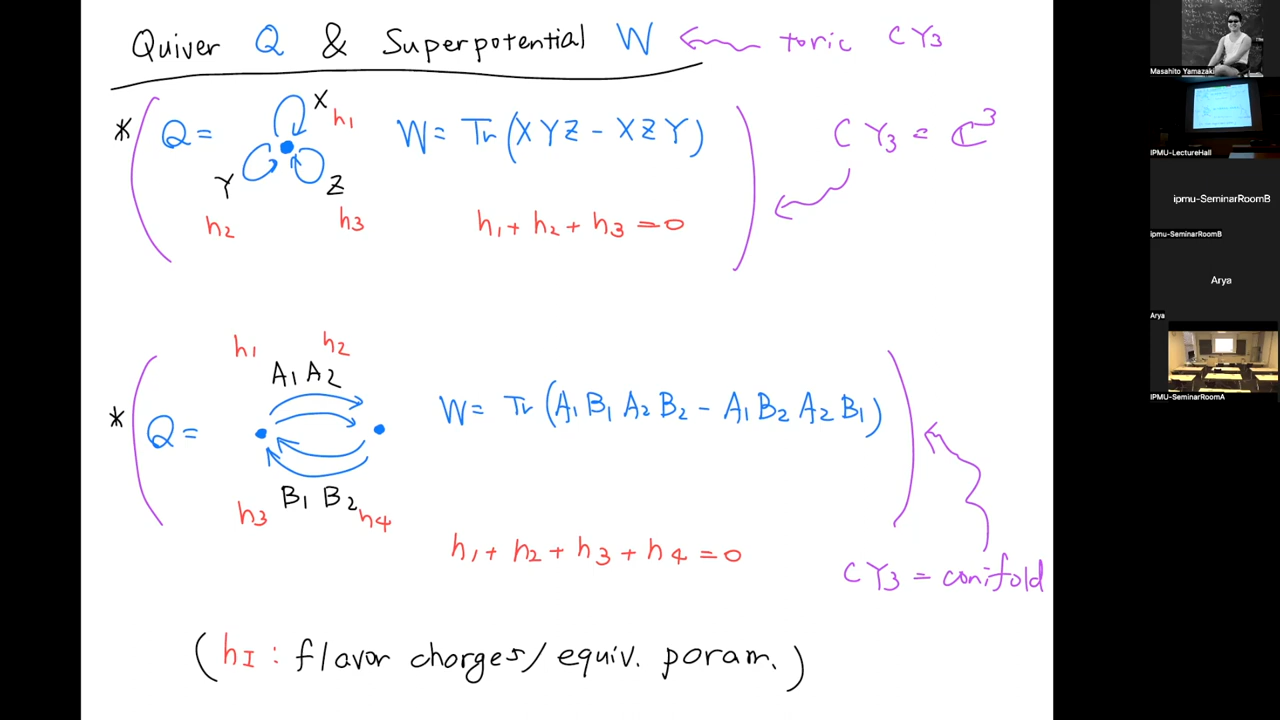 Quiver Q & Superpotential W ⇜ toric CY3
* ( Q = X h1 Y h2 Z h3 W = Tr (XYZ - XZY) )
CY3 = ℂ^3
h1 + h2 + h3 = 0
h1 h2
A1 A2
* ( Q = W = Tr (A1 B1 A2 B2 - A1 B2 A2 B1) )
B1 B2
h3 h4
h1 + h2 + h3 + h4 = 0
CY3 = conifold
(hI : flavor charges / equiv. param.)
Masahito Yamazaki
IPMU-LectureHall
ipmu-SeminarRoomB
ipmu-SeminarRoomB
Arya
Arya
IPMU-SeminarRoomA